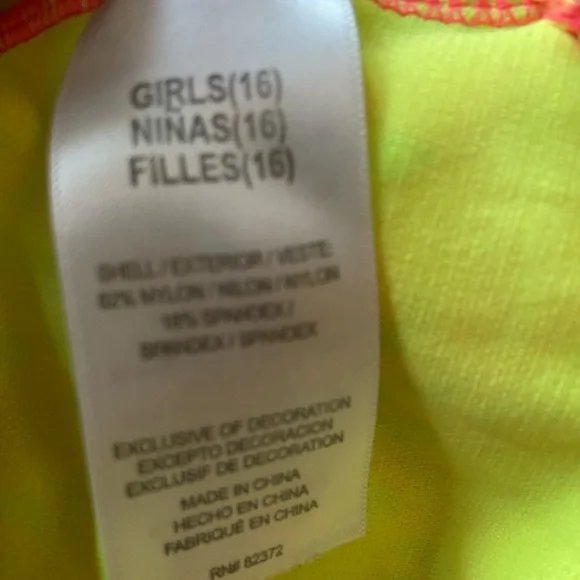 GIRLS(16)
NINAS(16)
FILLES(16)
SHELL / EXTERIOR / VESTE:
82% NYLON / NILON / NYLON
18% SPANDEX /
SPANDEX / SPANDEX
EXCLUSIVE OF DECORATION
EXCEPTO DECORACION
EXCLUSIF DE DECORATION
MADE IN CHINA
HECHO EN CHINA
FABRIQUÉ EN CHINA
RN# 62372